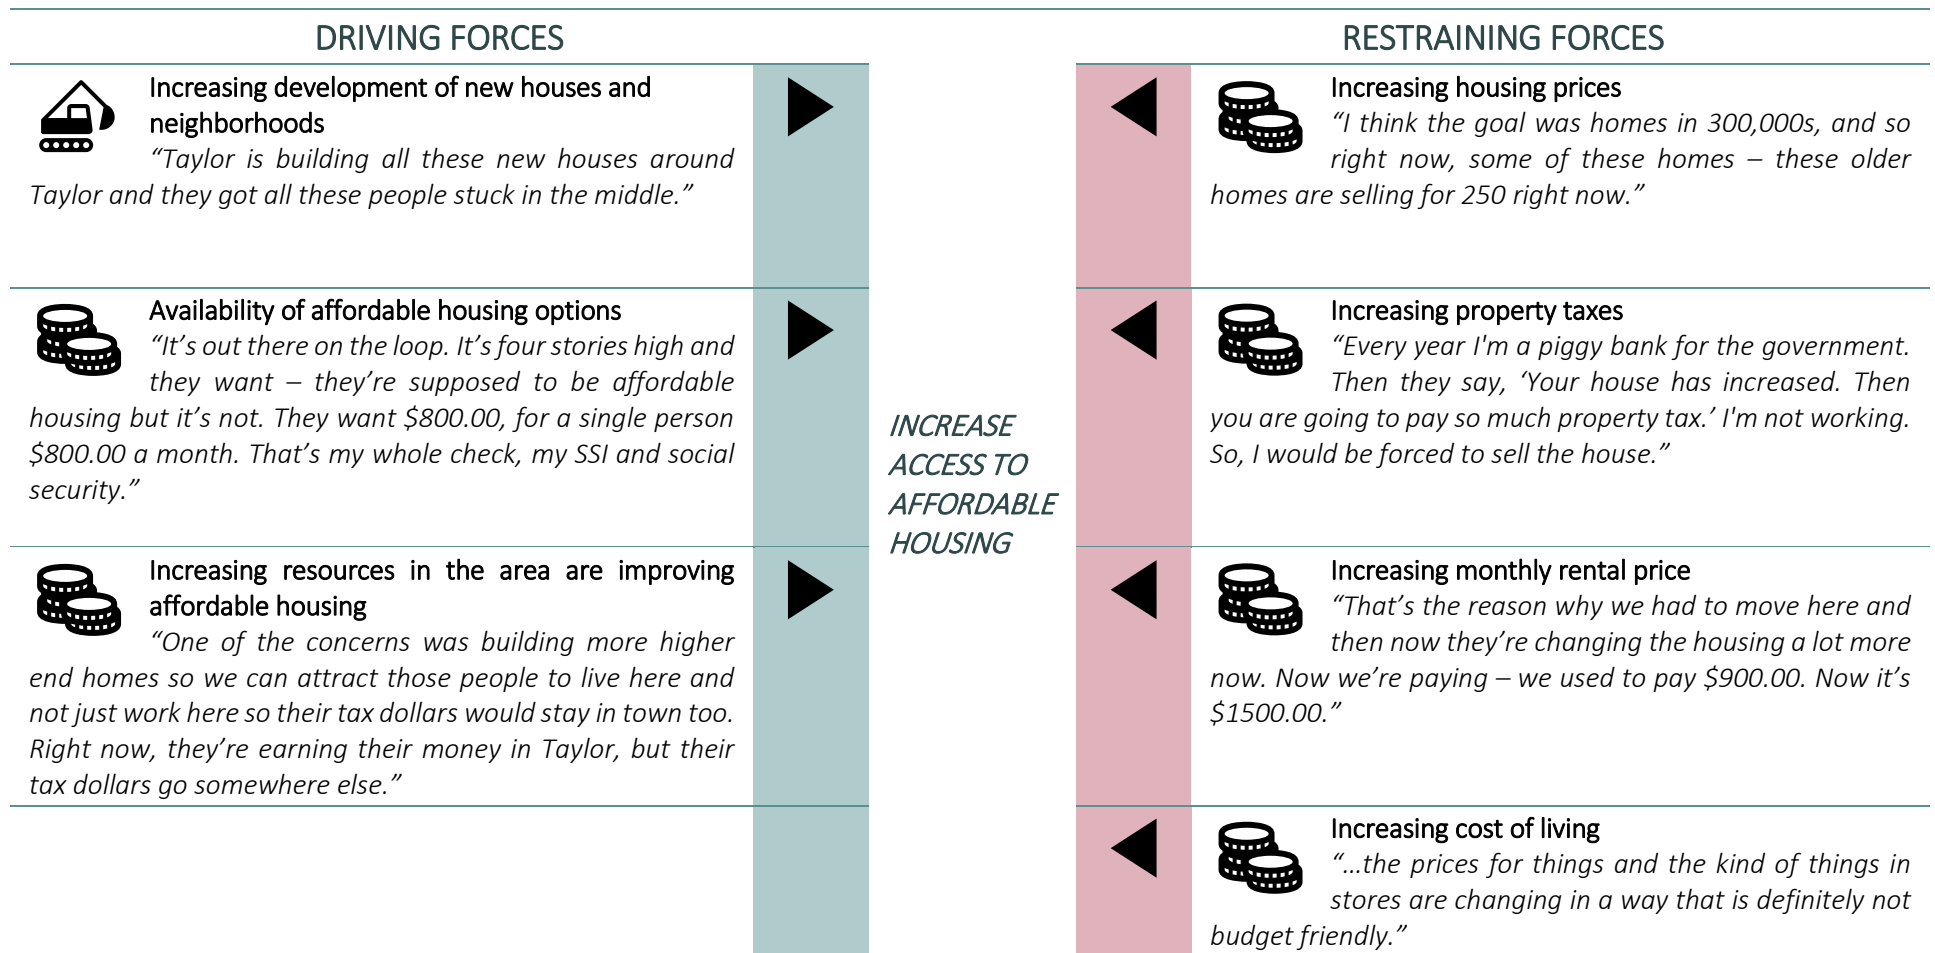 DRIVING FORCES
Increasing development of new houses and
neighborhoods
“Taylor is building all these new houses around
Taylor and they got all these people stuck in the middle.”
Availability of affordable housing options
“It’s out there on the loop. It’s four stories high and
they want – they’re supposed to be affordable
housing but it’s not. They want $800.00, for a single person
$800.00 a month. That’s my whole check, my SSI and social
security.”
Increasing resources in the area are improving
affordable housing
“One of the concerns was building more higher
end homes so we can attract those people to live here and
not just work here so their tax dollars would stay in town too.
Right now, they’re earning their money in Taylor, but their
tax dollars go somewhere else.”
INCREASE
ACCESS TO
AFFORDABLE
HOUSING
RESTRAINING FORCES
Increasing housing prices
“I think the goal was homes in 300,000s, and so
right now, some of these homes – these older
homes are selling for 250 right now.”
Increasing property taxes
“Every year I'm a piggy bank for the government.
Then they say, ‘Your house has increased. Then
you are going to pay so much property tax.’ I'm not working.
So, I would be forced to sell the house.”
Increasing monthly rental price
“That’s the reason why we had to move here and
then now they’re changing the housing a lot more
now. Now we’re paying – we used to pay $900.00. Now it’s
$1500.00.”
Increasing cost of living
“…the prices for things and the kind of things in
stores are changing in a way that is definitely not
budget friendly.”